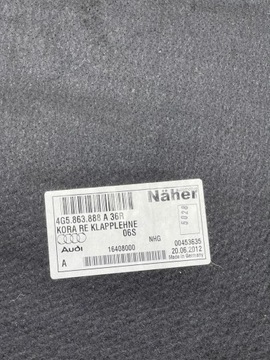 Näher
5028
4G5.863.888 A 36R
KORA RE KLAPPLEHNE
06S
Audi
16408000
NHG
00453635
20.06.2012
A
Made in Germany